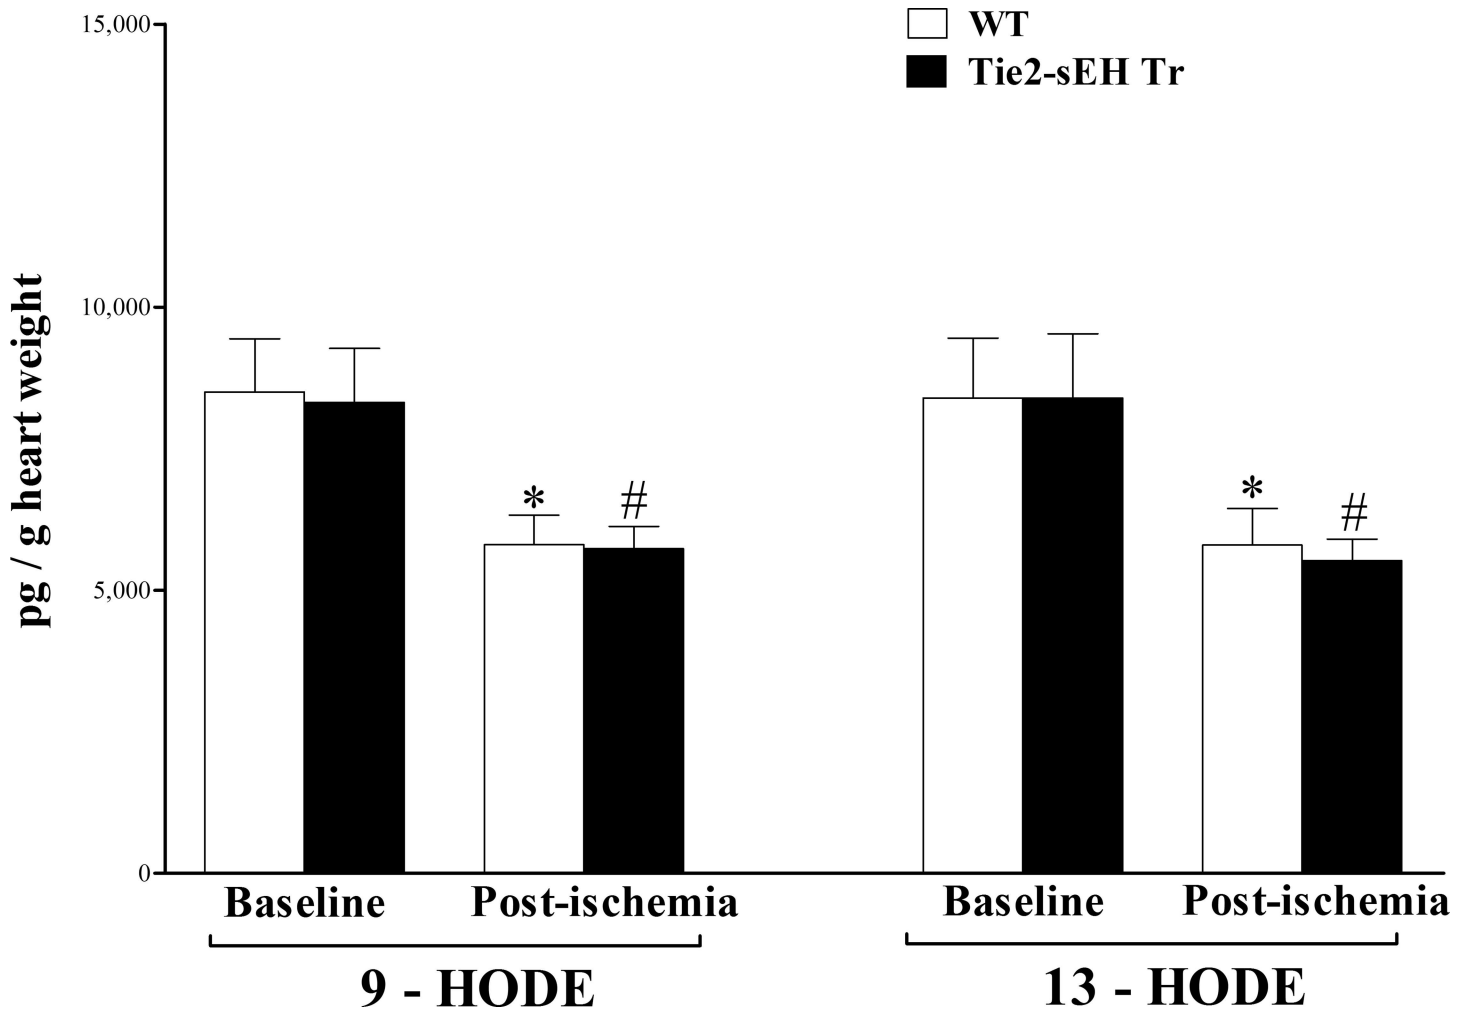 15,000
10,000
5,000
0
pg / g heart weight
WT
Tie2-sEH Tr
*
#
*
#
Baseline
Post-ischemia
Baseline
Post-ischemia
9 - HODE
13 - HODE